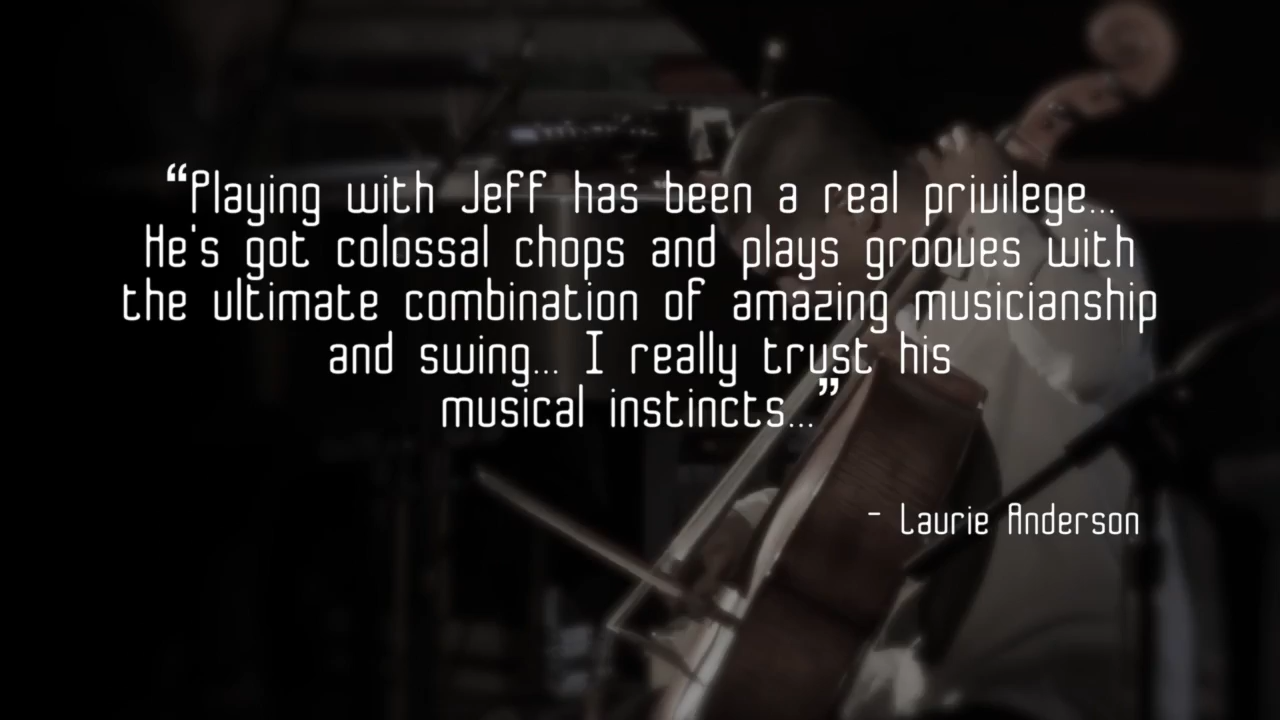 “Playing with Jeff has been a real privilege...
He's got colossal chops and plays grooves with
the ultimate combination of amazing musicianship
and swing... I really trust his
musical instincts...”
- Laurie Anderson